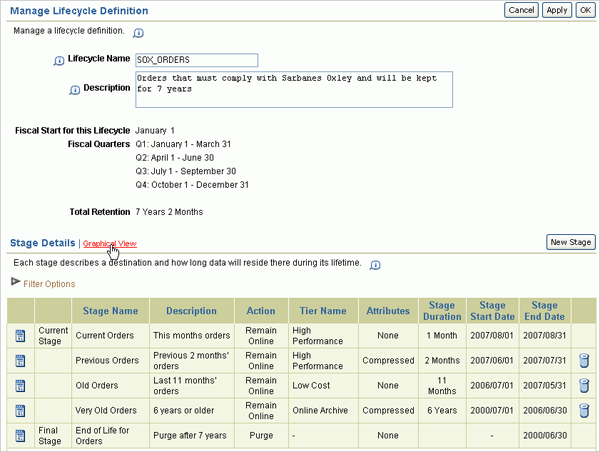 Manage Lifecycle Definition
Cancel Apply OK
Manage a lifecycle definition.
Lifecycle Name SOX_ORDERS
Description Orders that must comply with Sarbanes Oxley and will be kept
for 7 years
Fiscal Start for this Lifecycle January 1
Fiscal Quarters Q1: January 1 - March 31
Q2: April 1 - June 30
Q3: July 1 - September 30
Q4: October 1 - December 31
Total Retention 7 Years 2 Months
Stage Details | Graphical View New Stage
Each stage describes a destination and how long data will reside there during its lifetime.
Filter Options
Stage Name Description Action Tier Name Attributes Stage Duration Stage Start Date Stage End Date
Current Stage Current Orders This months orders Remain Online High Performance None 1 Month 2007/08/01 2007/08/31
Previous Orders Previous 2 months' orders Remain Online High Performance Compressed 2 Months 2007/06/01 2007/07/31
Old Orders Last 11 months' orders Remain Online Low Cost None 11 Months 2006/07/01 2007/05/31
Very Old Orders 6 years or older Remain Online Online Archive Compressed 6 Years 2000/07/01 2006/06/30
Final Stage End of Life for Orders Purge after 7 years Purge - None - 2000/06/30